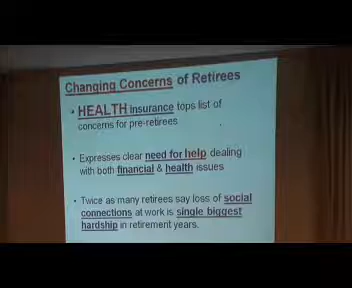 Changing Concerns of Retirees
• HEALTH insurance tops list of
concerns for pre-retirees
• Expresses clear need for help dealing
with both financial & health issues
• Twice as many retirees say loss of social
connections at work is single biggest
hardship in retirement years.